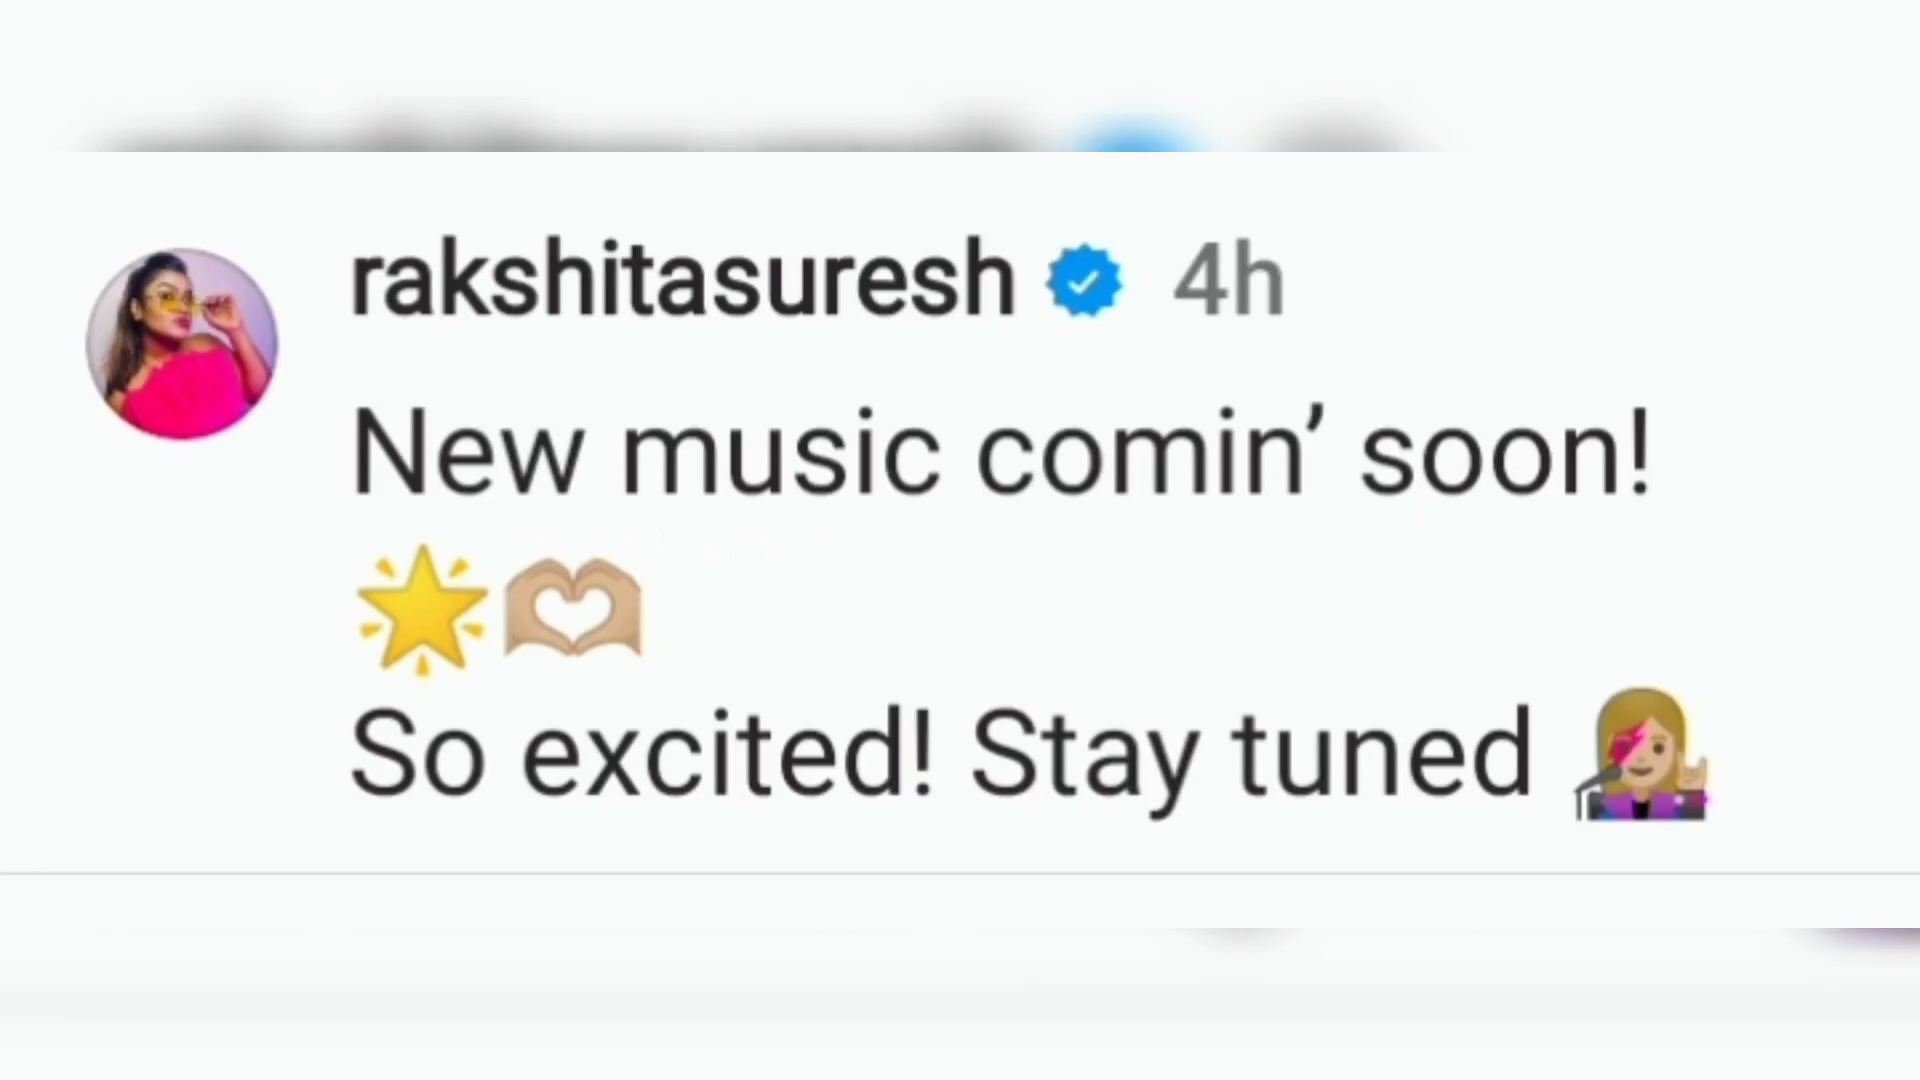 rakshitasuresh 4h
New music comin’ soon!
🌟🫶🏼
So excited! Stay tuned 👩🏼‍🎤